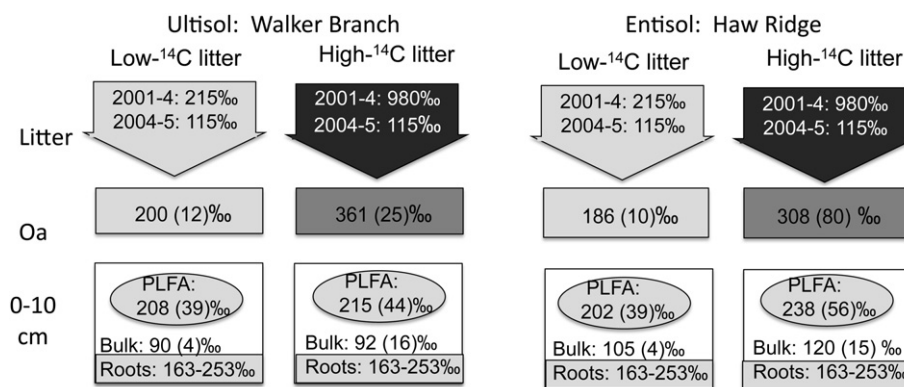 Ultisol: Walker Branch
Entisol: Haw Ridge
Low-¹⁴C litter
High-¹⁴C litter
Low-¹⁴C litter
High-¹⁴C litter
Litter
2001-4: 215‰
2004-5: 115‰
2001-4: 980‰
2004-5: 115‰
2001-4: 215‰
2004-5: 115‰
2001-4: 980‰
2004-5: 115‰
Oa
200 (12)‰
361 (25)‰
186 (10)‰
308 (80) ‰
0-10
cm
PLFA:
208 (39)‰
Bulk: 90 (4)‰
Roots: 163-253‰
PLFA:
215 (44)‰
Bulk: 92 (16)‰
Roots: 163-253‰
PLFA:
202 (39)‰
Bulk: 105 (4)‰
Roots: 163-253‰
PLFA:
238 (56)‰
Bulk: 120 (15) ‰
Roots: 163-253‰